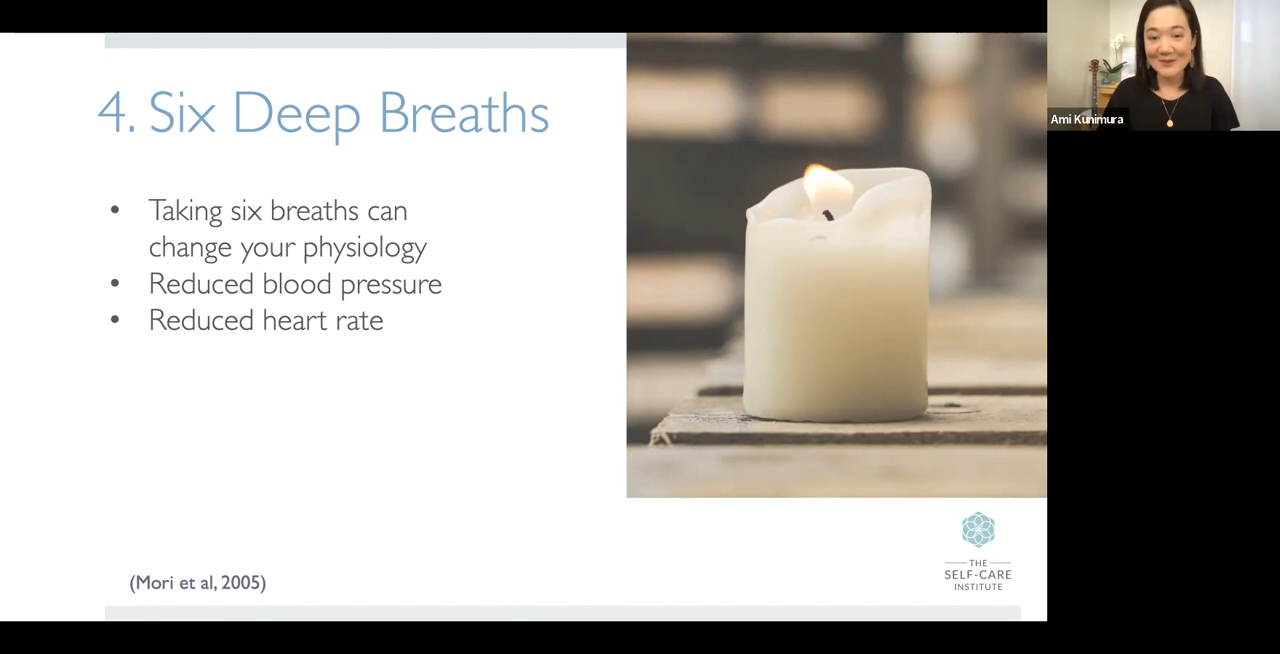 4. Six Deep Breaths
• Taking six breaths can
change your physiology
• Reduced blood pressure
• Reduced heart rate
(Mori et al, 2005)
THE
SELF-CARE
INSTITUTE
Ami Kunimura